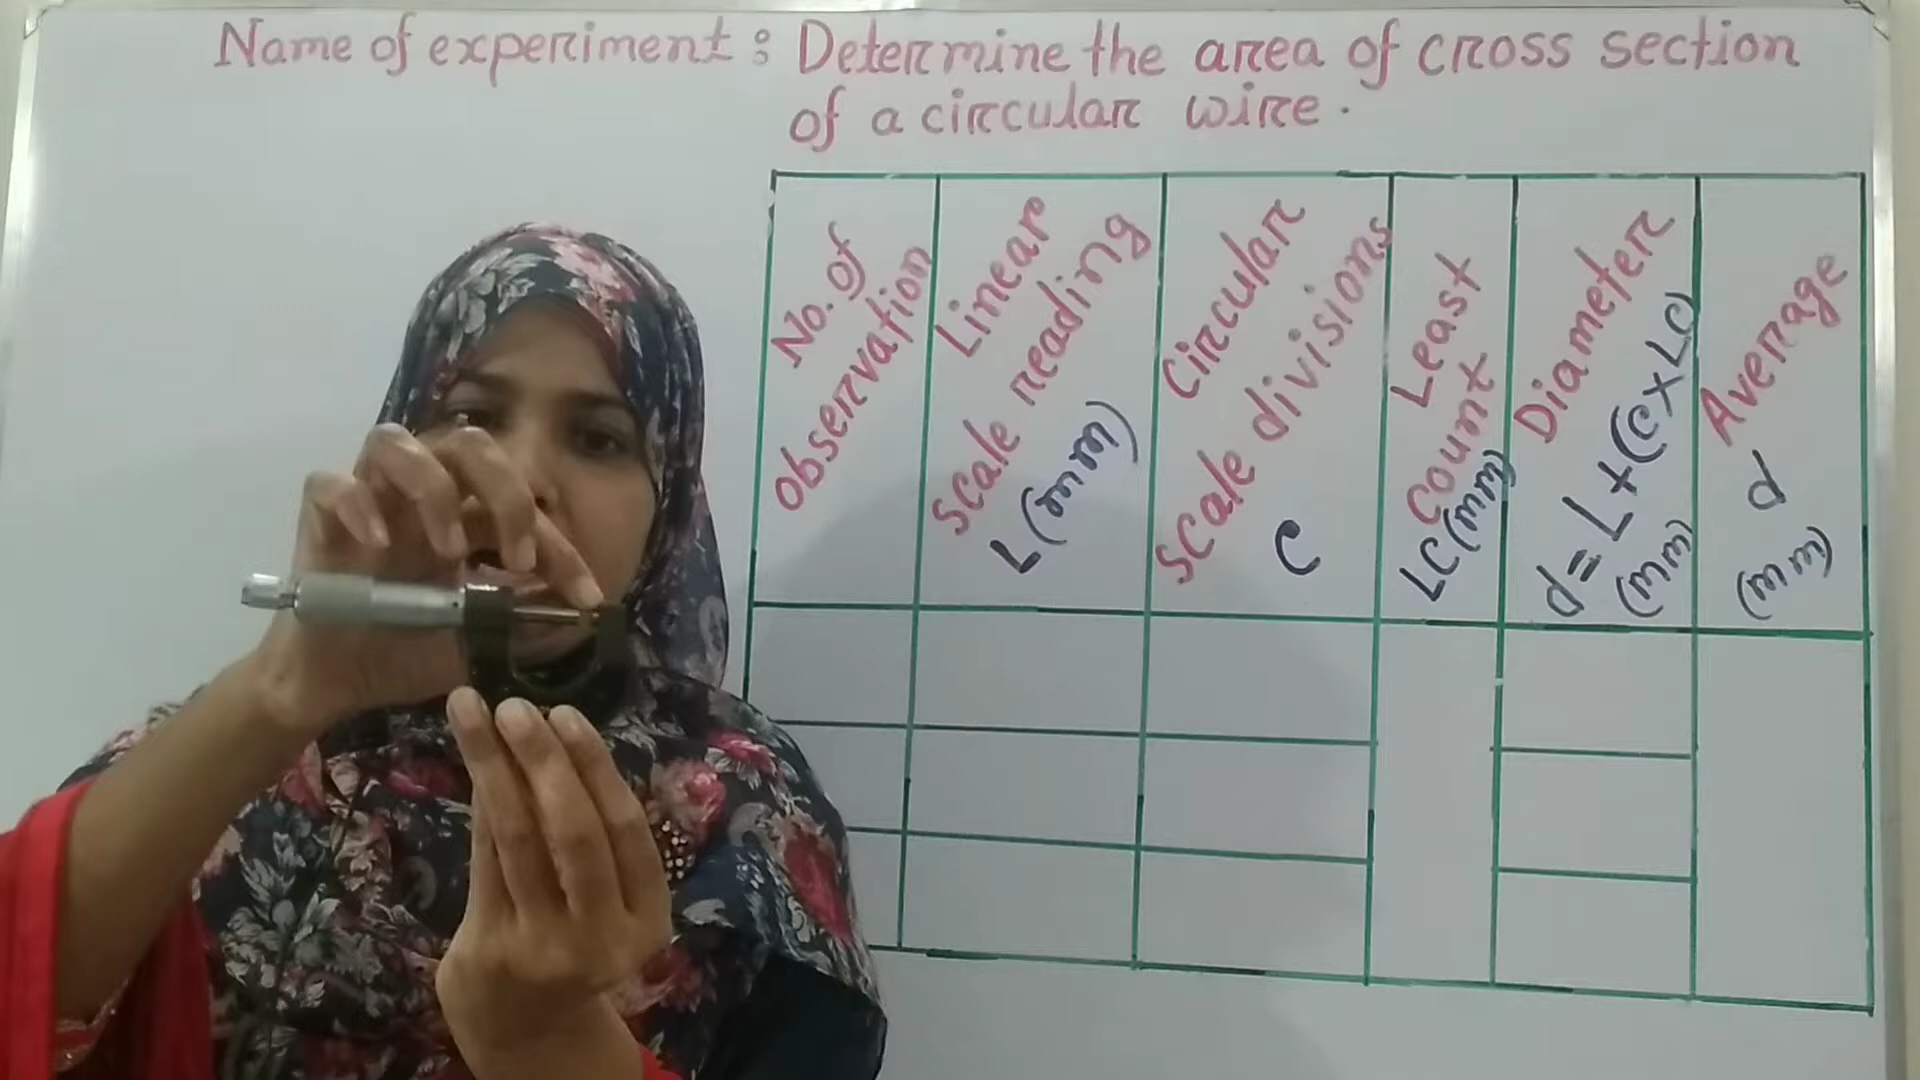 Name of experiment : Determine the area of cross section
of a circular wire.
No. of
observation
Linear
scale reading
L (mm)
Circular
scale divisions
C
Least
count
LC (mm)
Diameter
d = L + (C × LC)
(mm)
Average
d
(mm)